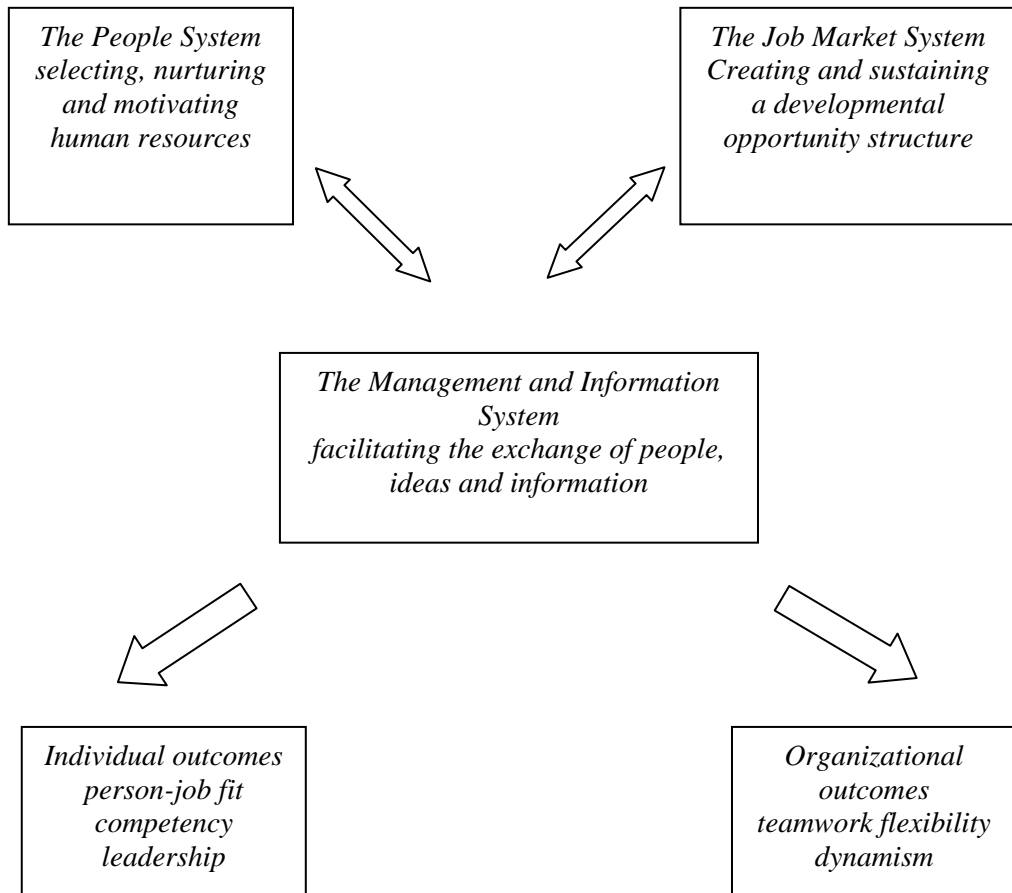 The People System
selecting, nurturing
and motivating
human resources
The Job Market System
Creating and sustaining
a developmental
opportunity structure
The Management and Information
System
facilitating the exchange of people,
ideas and information
Individual outcomes
person-job fit
competency
leadership
Organizational
outcomes
teamwork flexibility
dynamism